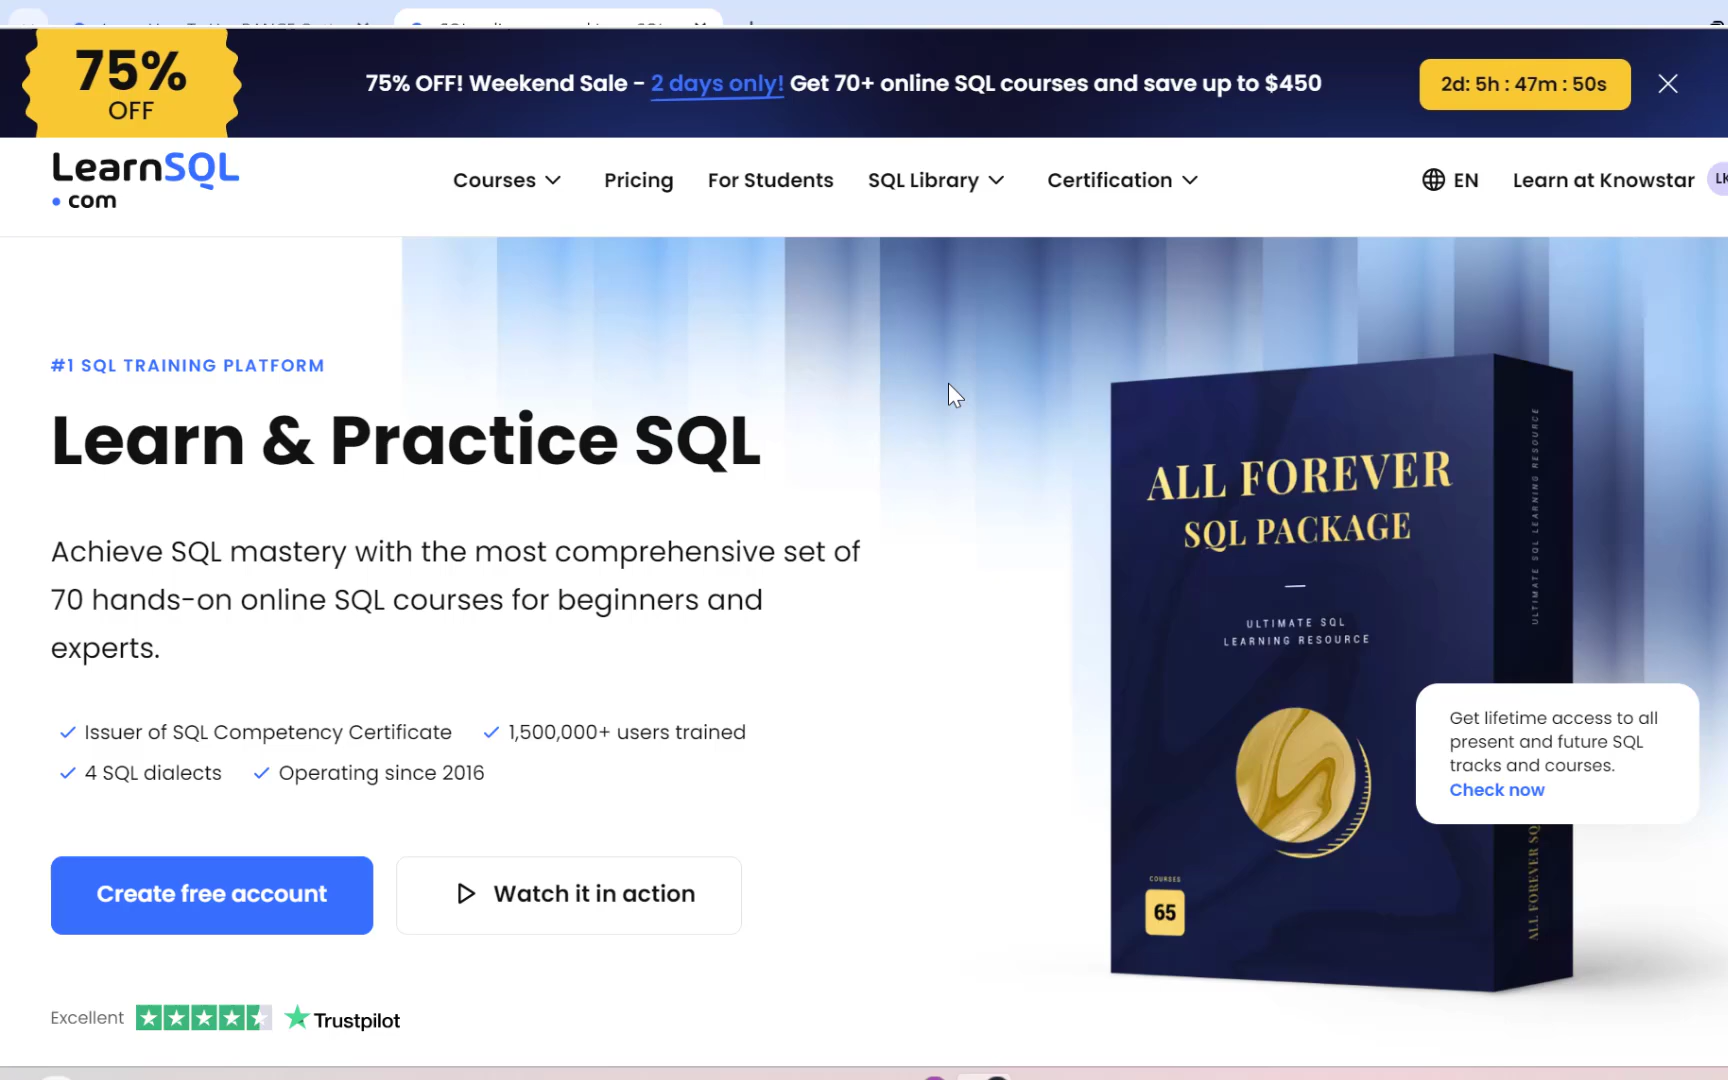 75%
OFF
75% OFF! Weekend Sale - 2 days only! Get 70+ online SQL courses and save up to $450
2d: 5h : 47m : 50s
LearnSQL
• com
Courses
Pricing
For Students
SQL Library
Certification
EN
Learn at Knowstar
LK
#1 SQL TRAINING PLATFORM
Learn & Practice SQL
Achieve SQL mastery with the most comprehensive set of
70 hands-on online SQL courses for beginners and
experts.
Issuer of SQL Competency Certificate
1,500,000+ users trained
4 SQL dialects
Operating since 2016
Create free account
Watch it in action
Excellent
Trustpilot
ALL FOREVER
SQL PACKAGE
ULTIMATE SQL
LEARNING RESOURCE
COURSES
65
ULTIMATE SQL LEARNING RESOURCE
ALL FOREVER SQ
Get lifetime access to all
present and future SQL
tracks and courses.
Check now